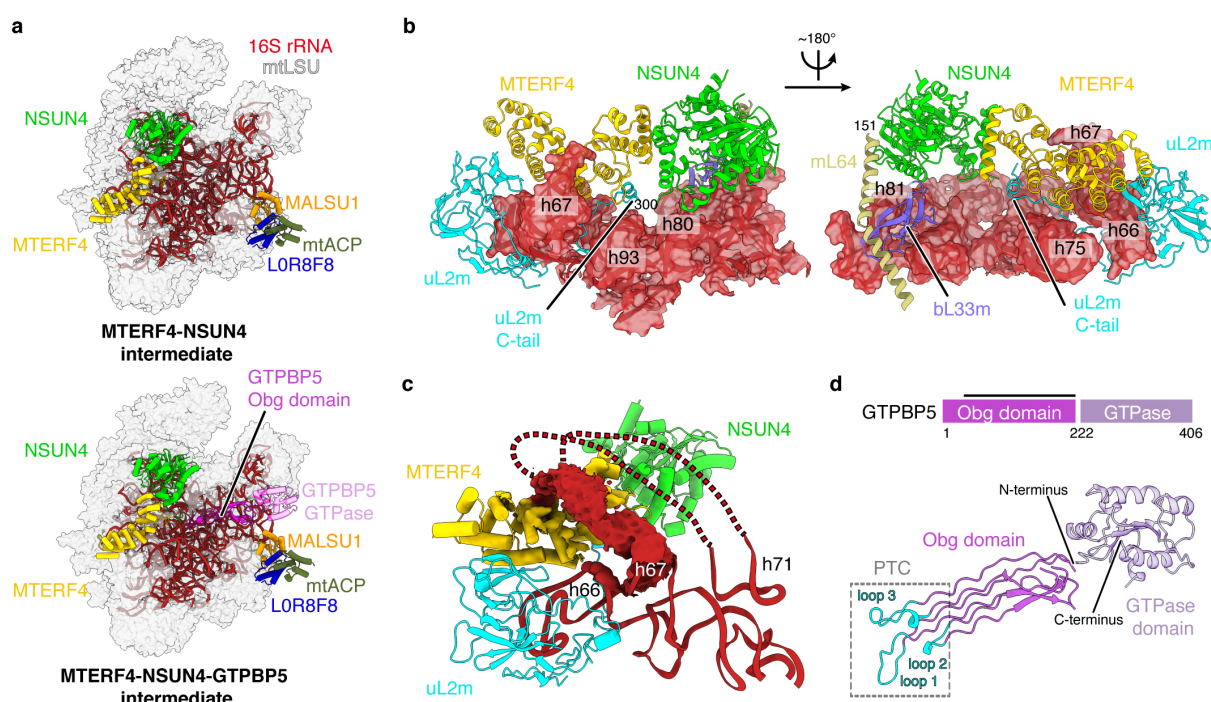 a
16S rRNA
mtLSU
NSUN4
MALSU1
mtACP
MTERF4
L0R8F8
MTERF4-NSUN4
intermediate
GTPBP5
Obg domain
NSUN4
GTPBP5
GTPase
MALSU1
mtACP
MTERF4
L0R8F8
MTERF4-NSUN4-GTPBP5
intermediate
b
~180°
MTERF4
NSUN4
NSUN4
MTERF4
151
h67
uL2m
mL64
h81
h67
300
h80
h93
h75
h66
uL2m
uL2m
C-tail
bL33m
uL2m
C-tail
c
NSUN4
MTERF4
h71
h67
h66
uL2m
d
GTPBP5
Obg domain
GTPase
1
222
406
N-terminus
Obg domain
PTC
loop 3
C-terminus
GTPase
domain
loop 2
loop 1